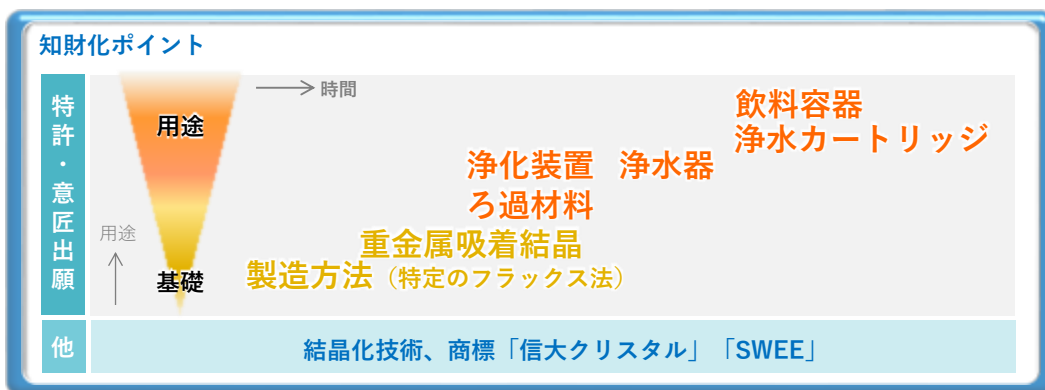 知財化ポイント
特許・意匠出願
用途
基礎
用途
時間
飲料容器
浄水カートリッジ
浄化装置 浄水器
ろ過材料
重金属吸着結晶
製造方法（特定のフラックス法）
他
結晶化技術、商標「信大クリスタル」「SWEE」